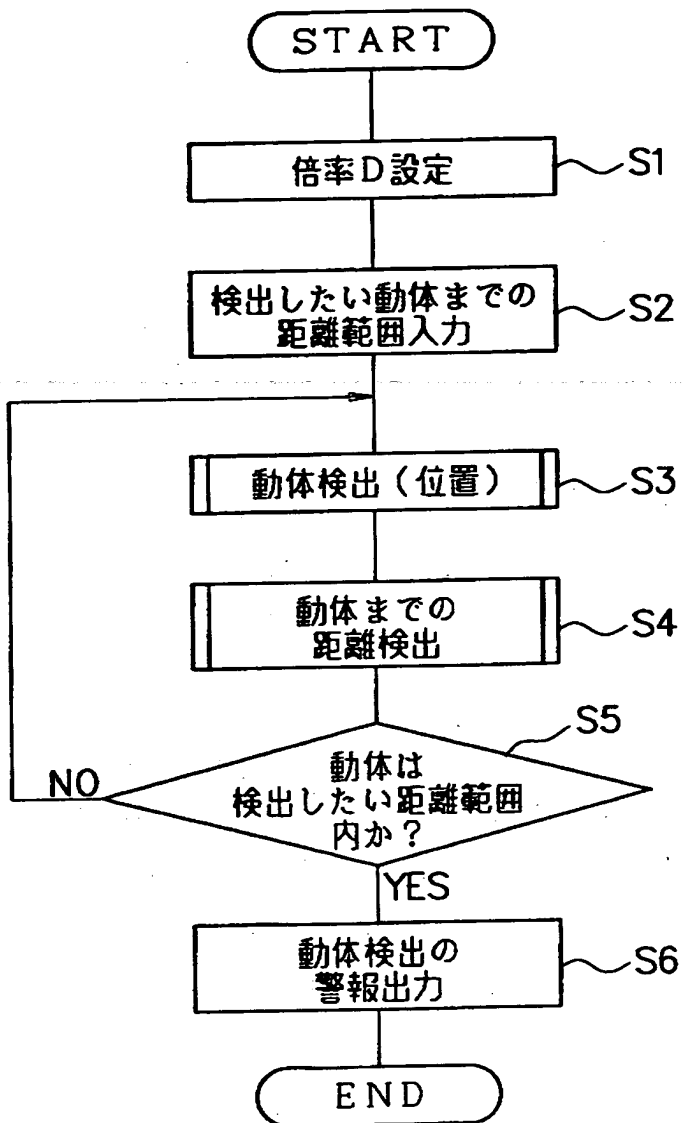 START
倍率D設定
S1
検出したい動体までの
距離範囲入力
S2
動体検出(位置)
S3
動体までの
距離検出
S4
S5
動体は
検出したい距離範囲
内か?
NO
YES
動体検出の
警報出力
S6
END